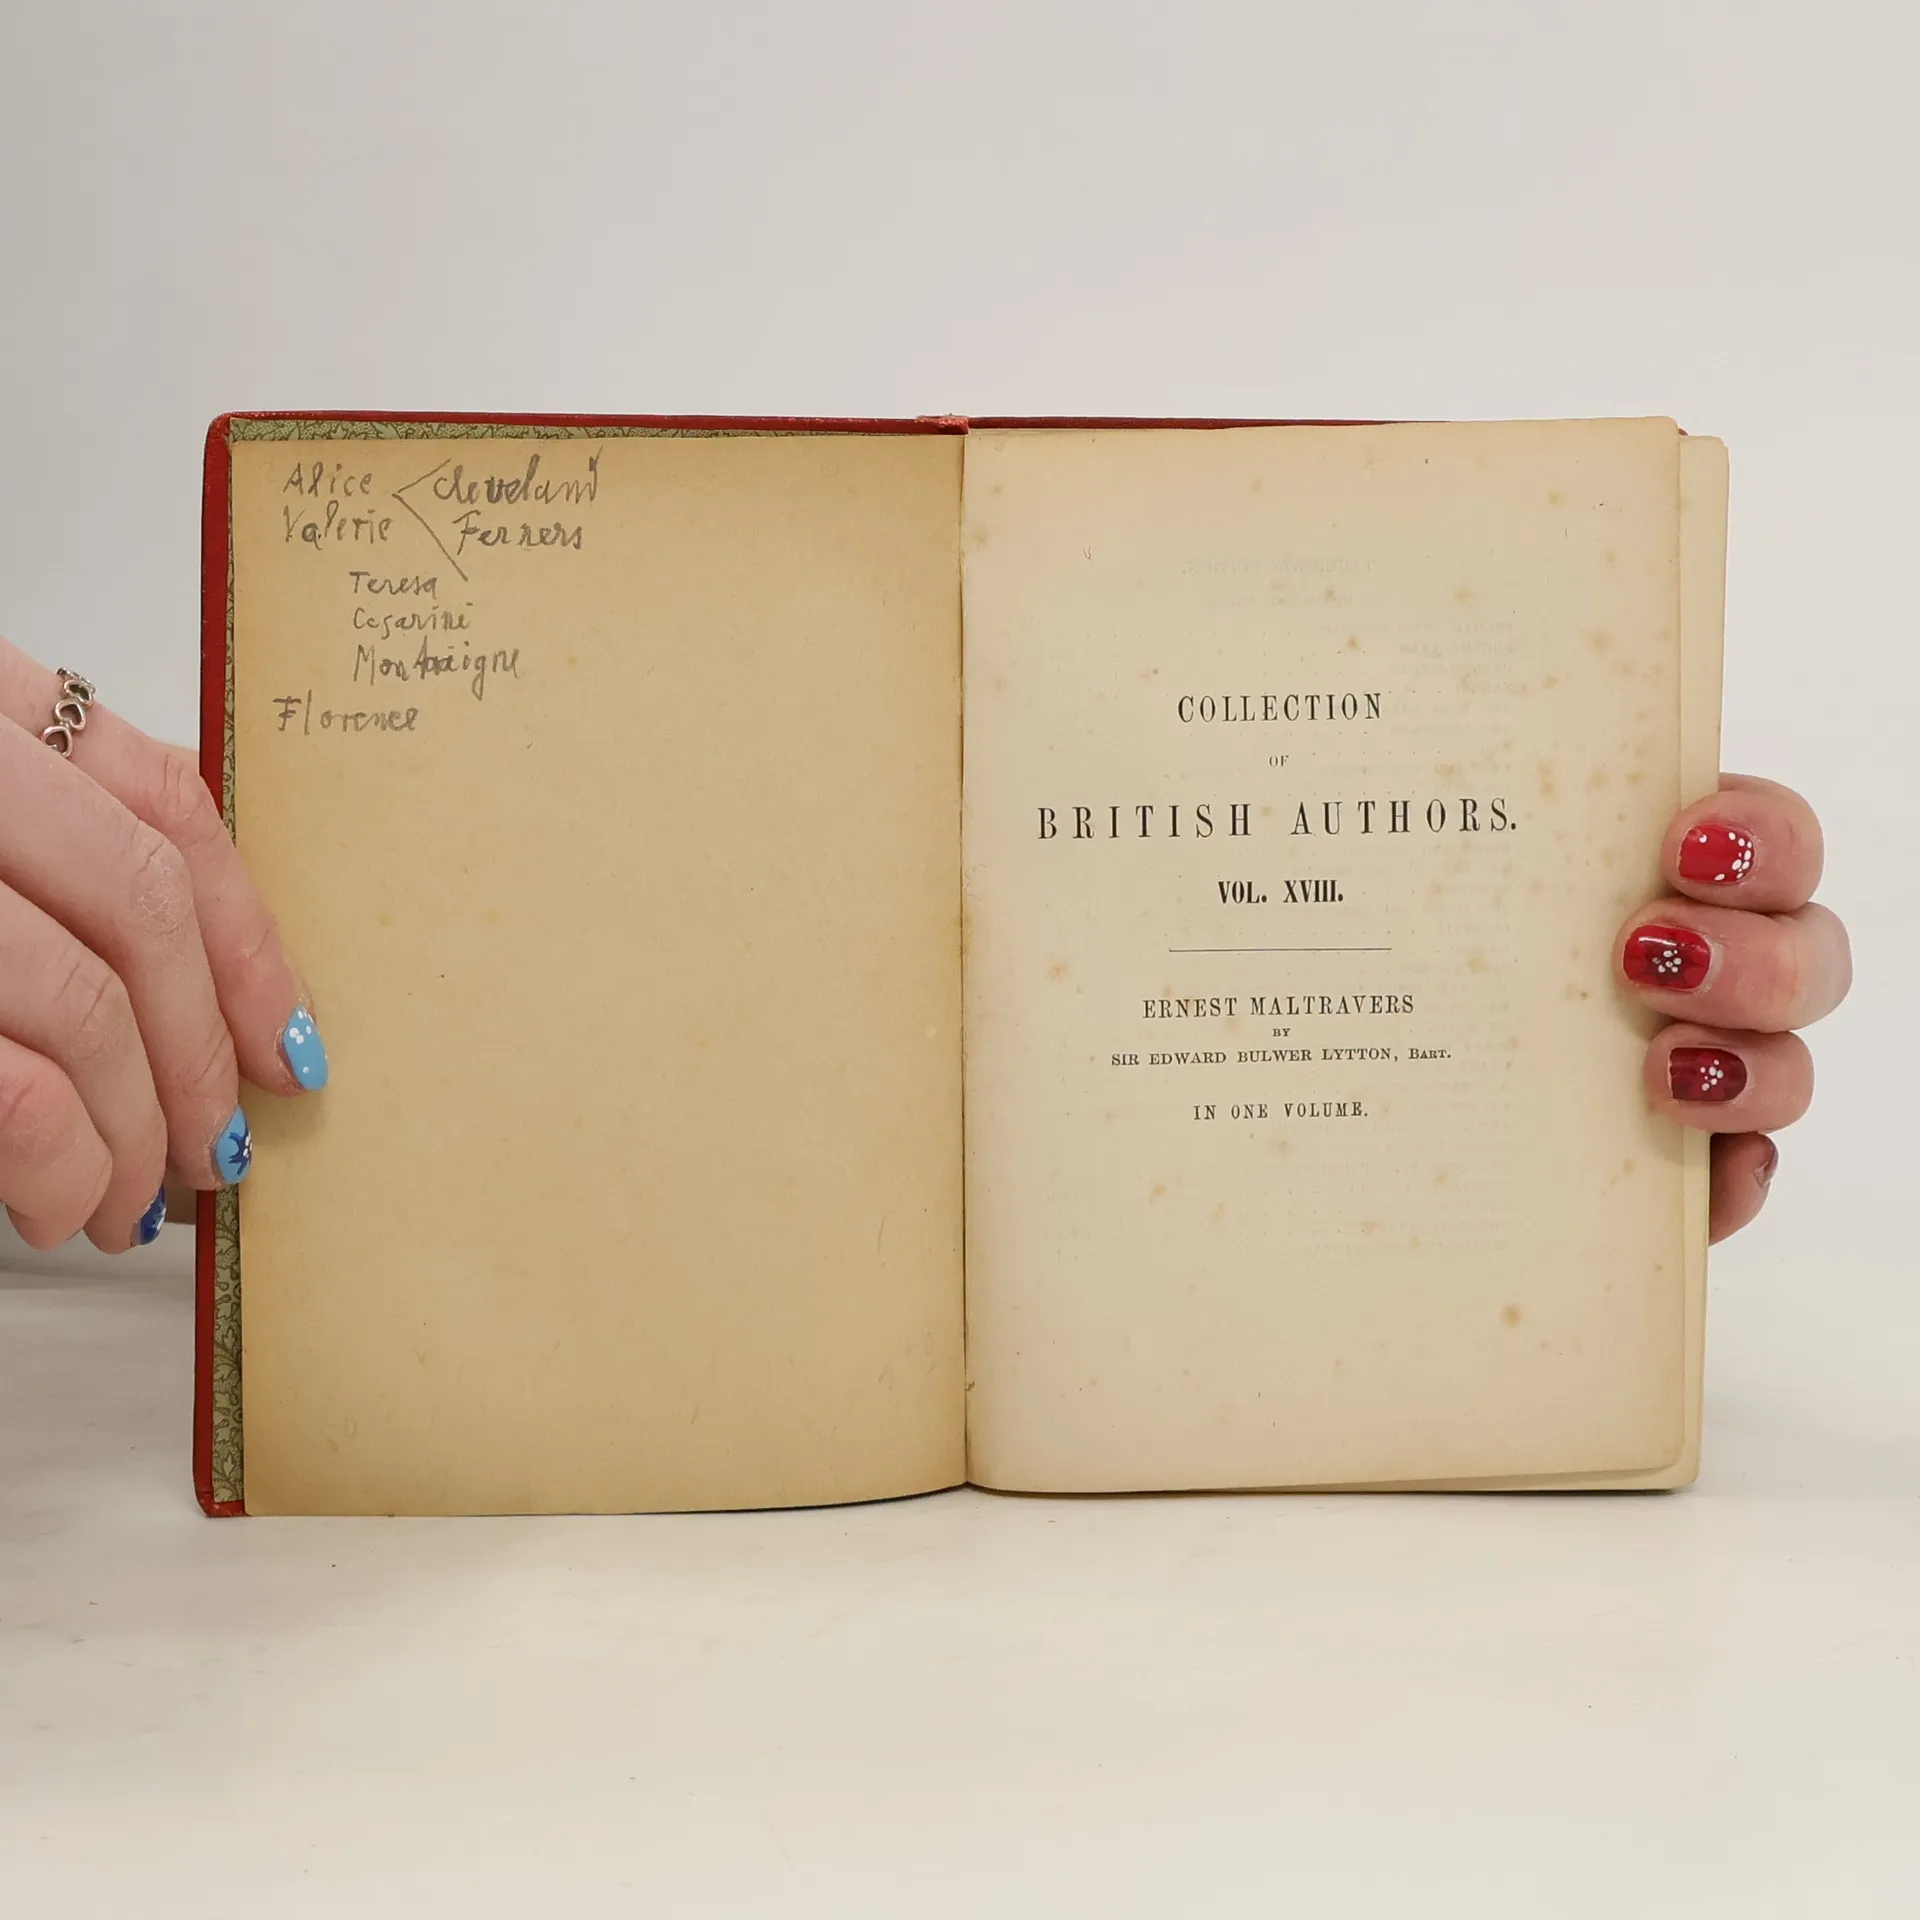 Alice Cleveland
Valerie Ferrers
Teresa
Cesarini
Montaigne
Florence
COLLECTION
OF
BRITISH AUTHORS.
VOL. XVIII.
ERNEST MALTRAVERS
BY
SIR EDWARD BULWER LYTTON, BART.
IN ONE VOLUME.